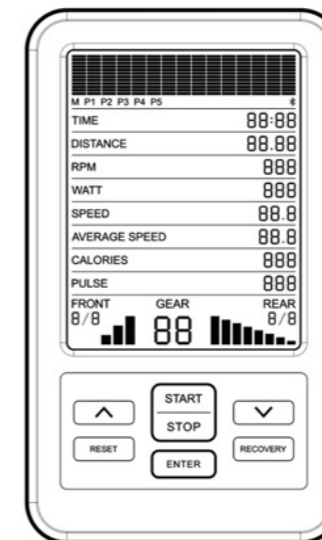 M P1 P2 P3 P4 P5
TIME 88:88
DISTANCE 88.88
RPM 888
WATT 888
SPEED 88.8
AVERAGE SPEED 88.8
CALORIES 888
PULSE 888
FRONT GEAR REAR
8/8 88 8/8
START
STOP
RESET
ENTER
RECOVERY